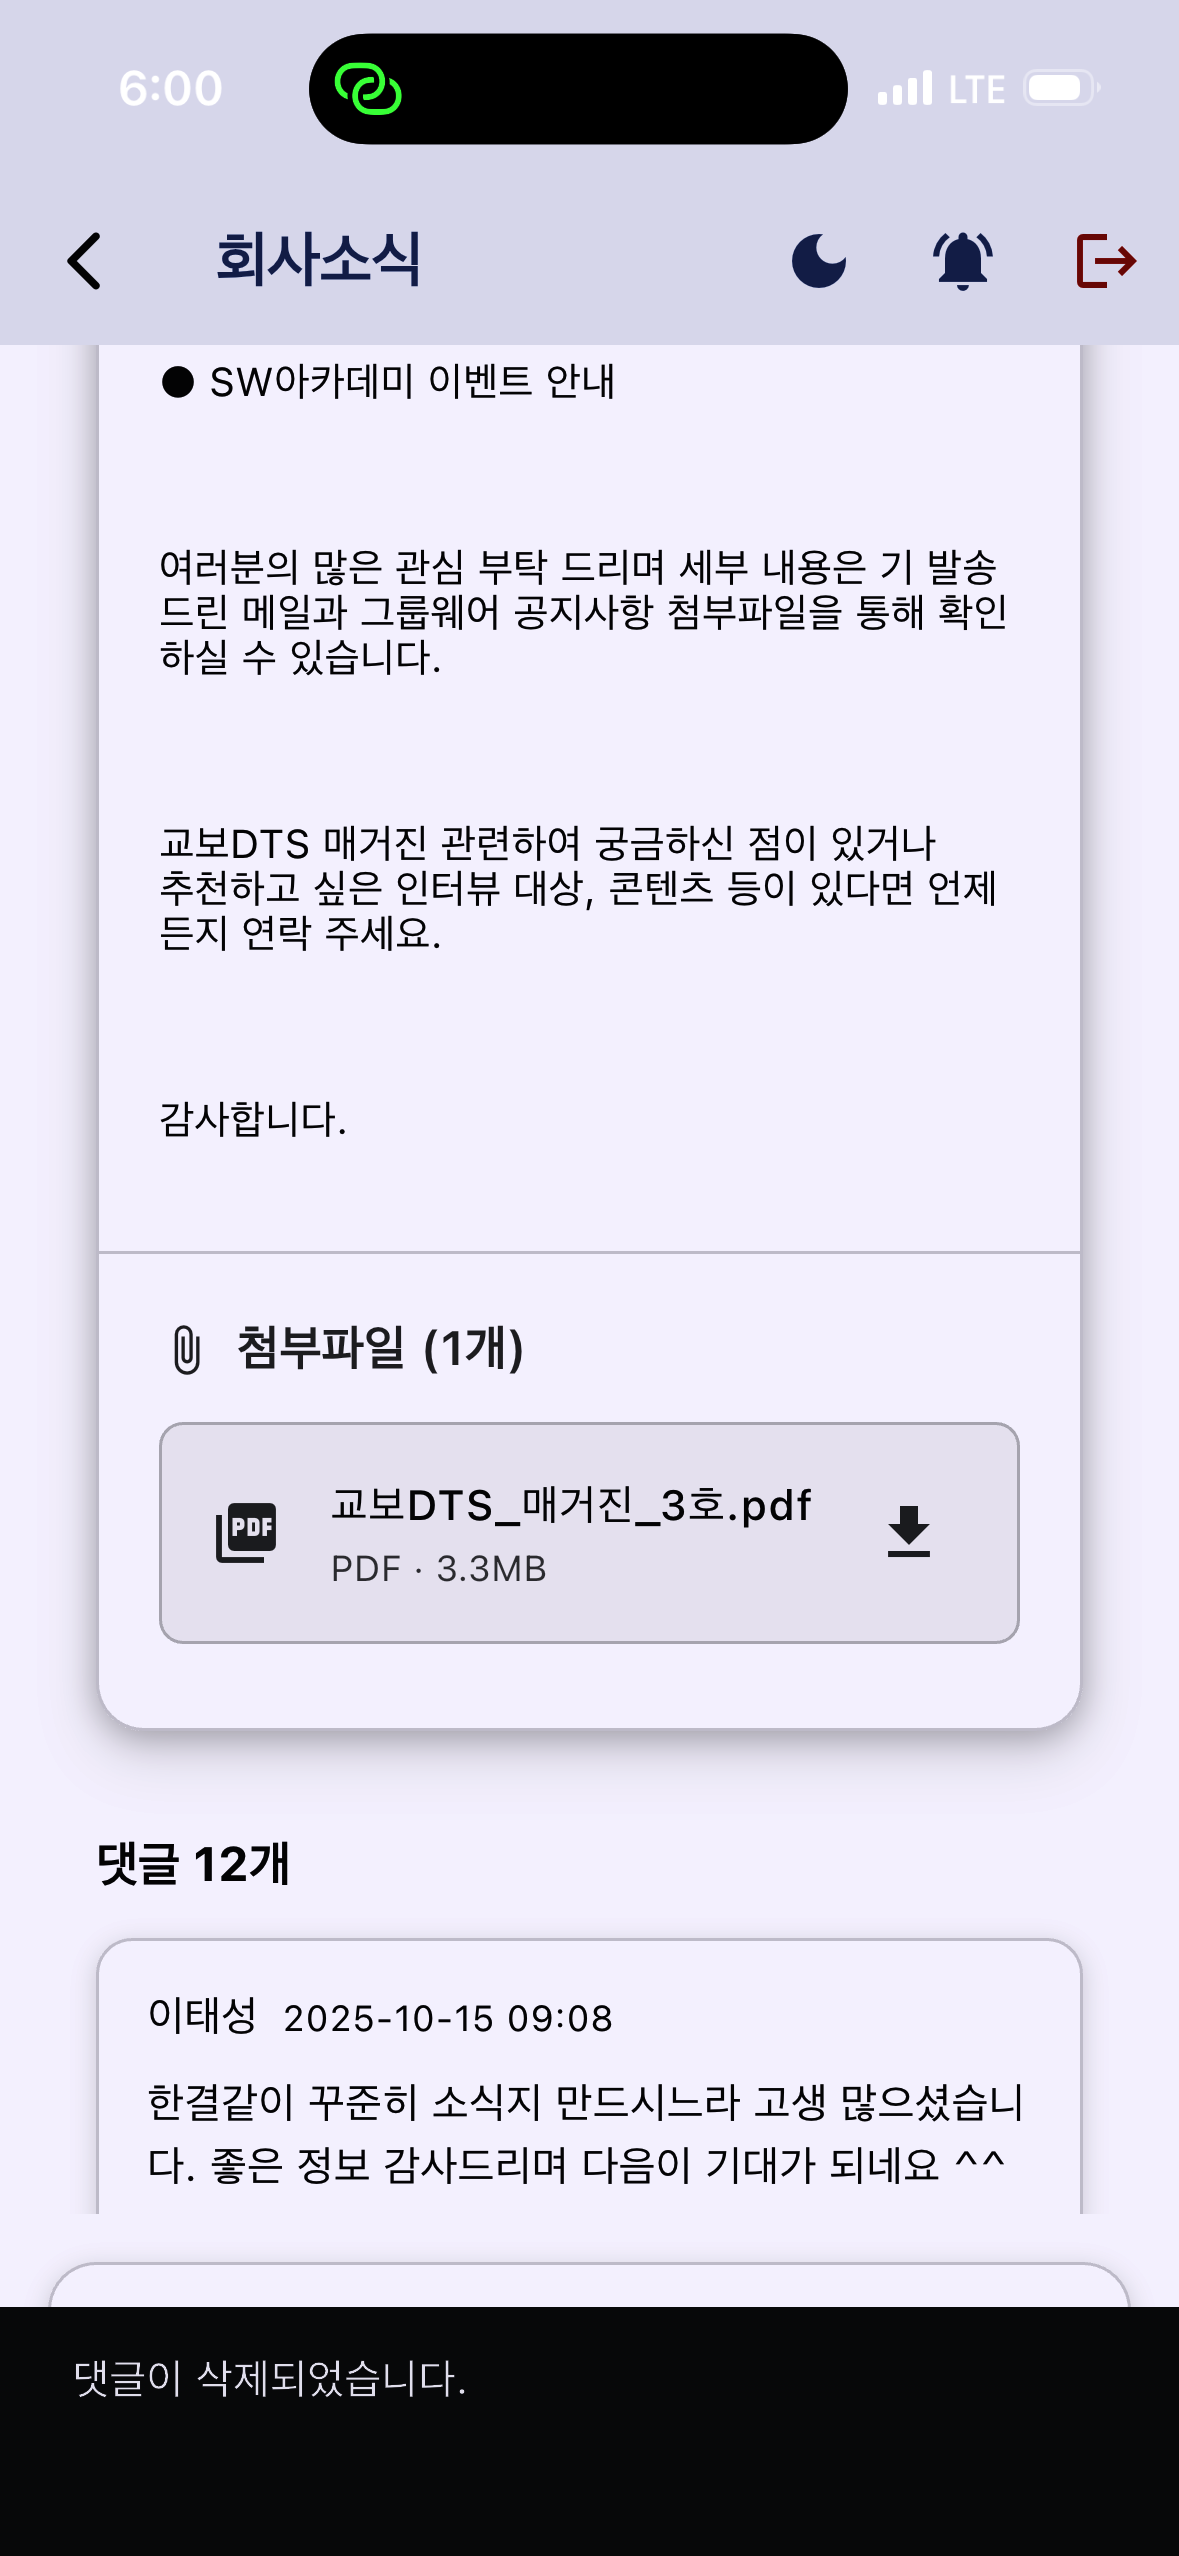 6:00
LTE
회사소식
● SW아카데미 이벤트 안내
여러분의 많은 관심 부탁 드리며 세부 내용은 기 발송
드린 메일과 그룹웨어 공지사항 첨부파일을 통해 확인
하실 수 있습니다.
교보DTS 매거진 관련하여 궁금하신 점이 있거나
추천하고 싶은 인터뷰 대상, 콘텐츠 등이 있다면 언제
든지 연락 주세요.
감사합니다.
첨부파일 (1개)
PDF
교보DTS_매거진_3호.pdf
PDF · 3.3MB
댓글 12개
이태성 2025-10-15 09:08
한결같이 꾸준히 소식지 만드시느라 고생 많으셨습니
다. 좋은 정보 감사드리며 다음이 기대가 되네요 ^^
댓글이 삭제되었습니다.